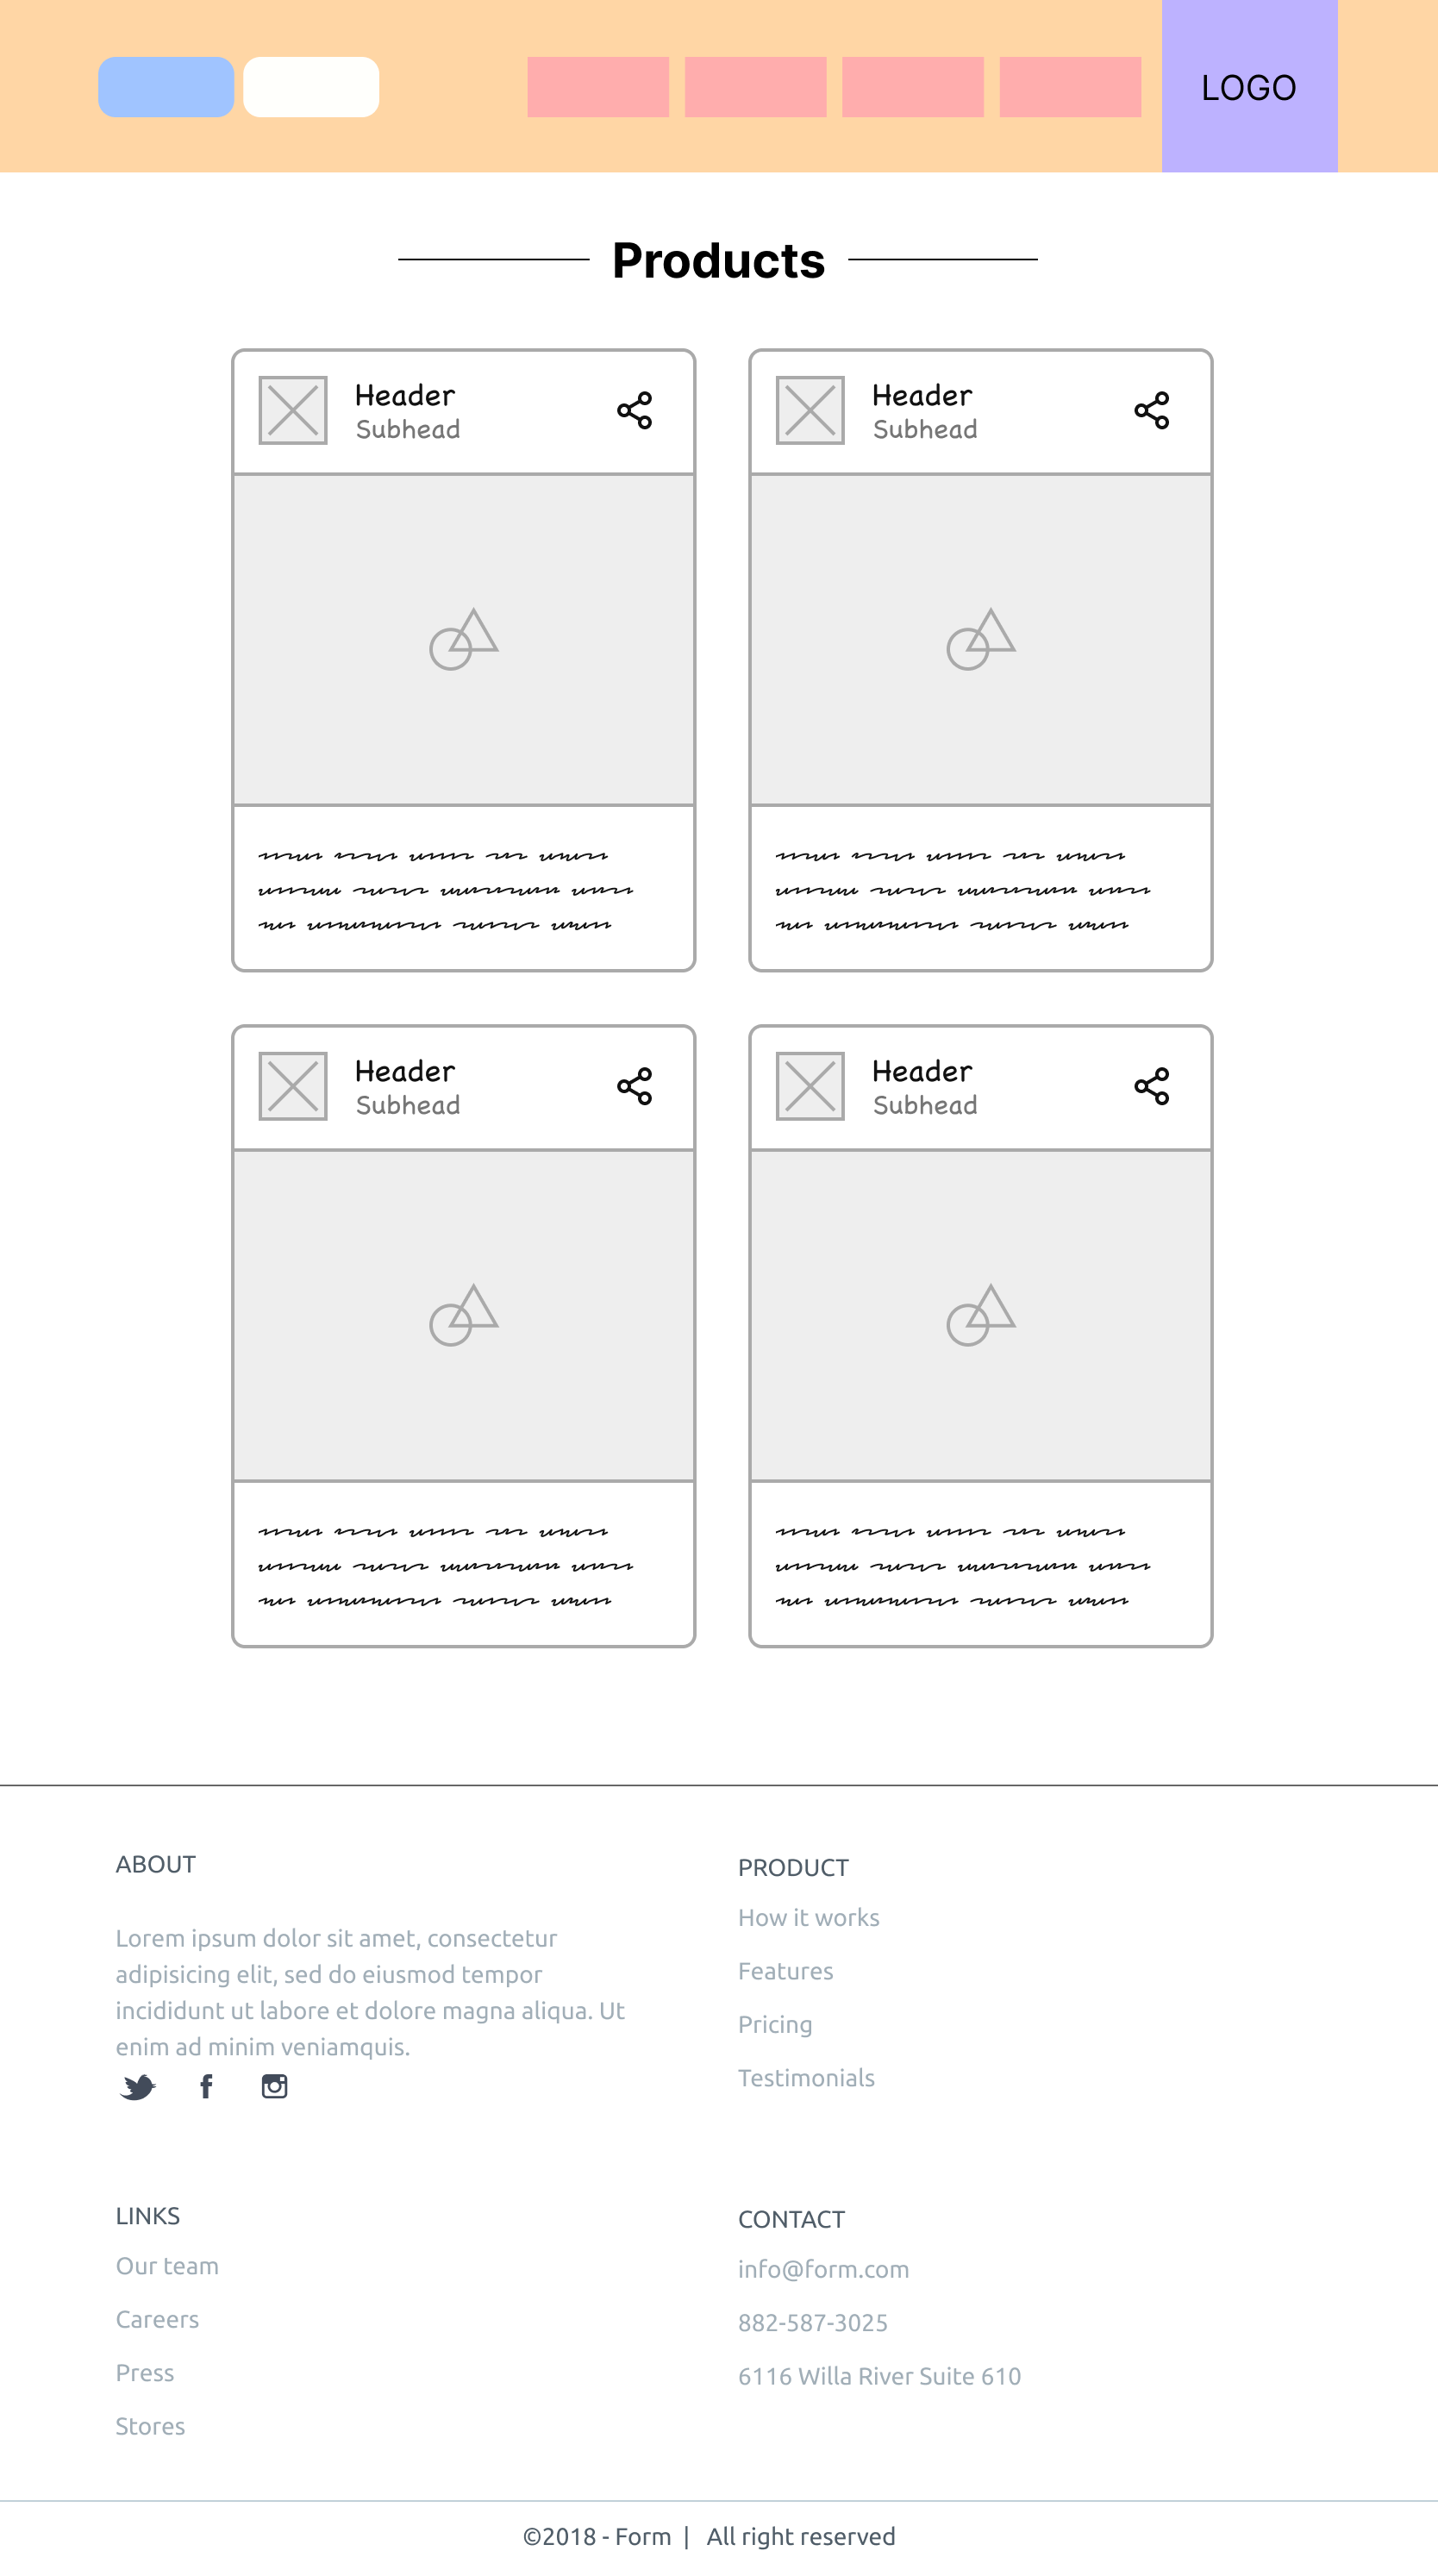 LOGO
Products
Header
Subhead
Header
Subhead
Header
Subhead
Header
Subhead
ABOUT
Lorem ipsum dolor sit amet, consectetur
adipisicing elit, sed do eiusmod tempor
incididunt ut labore et dolore magna aliqua. Ut
enim ad minim veniamquis.
PRODUCT
How it works
Features
Pricing
Testimonials
LINKS
Our team
Careers
Press
Stores
CONTACT
info@form.com
882-587-3025
6116 Willa River Suite 610
©2018 - Form | All right reserved